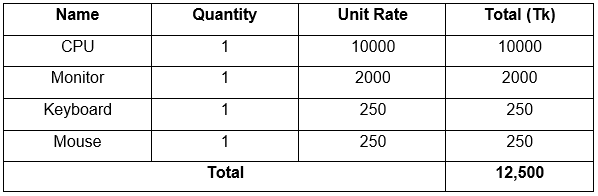 Name Quantity Unit Rate Total (Tk)
CPU 1 10000 10000
Monitor 1 2000 2000
Keyboard 1 250 250
Mouse 1 250 250
Total 12,500